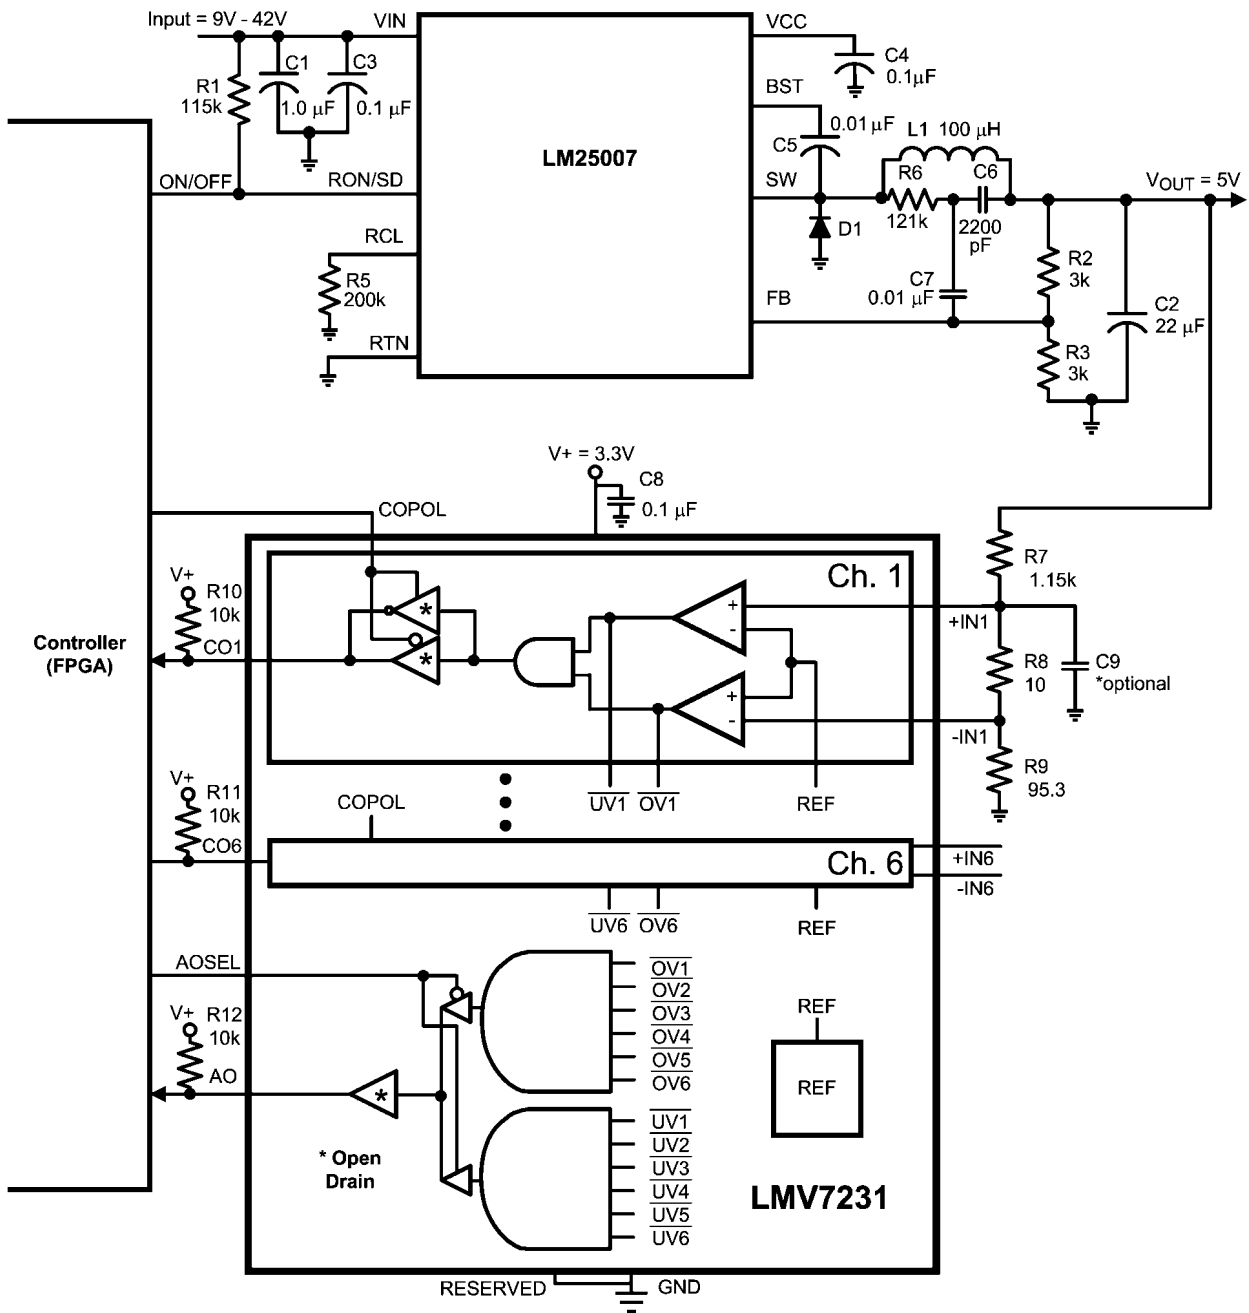 Input = 9V - 42V
VIN
VCC
C1
C3
C4
0.1μF
R1
115k
1.0 μF
0.1 μF
BST
0.01 μF
C5
L1 100 μH
LM25007
ON/OFF
RON/SD
SW
R6
C6
VOUT = 5V
121k
2200
pF
D1
RCL
R5
200k
R2
3k
C7
0.01 μF
FB
C2
22 μF
RTN
R3
3k
V+ = 3.3V
C8
0.1 μF
COPOL
Ch. 1
R7
1.15k
V+
R10
10k
CO1
*
*
+
-
+
-
+IN1
R8
10
C9
*optional
-IN1
R9
95.3
Controller
(FPGA)
UV1
OV1
REF
V+
R11
10k
CO6
COPOL
Ch. 6
+IN6
-IN6
UV6
OV6
REF
AOSEL
OV1
OV2
OV3
OV4
OV5
OV6
REF
REF
V+
R12
10k
AO
*
* Open
Drain
UV1
UV2
UV3
UV4
UV5
UV6
LMV7231
RESERVED
GND